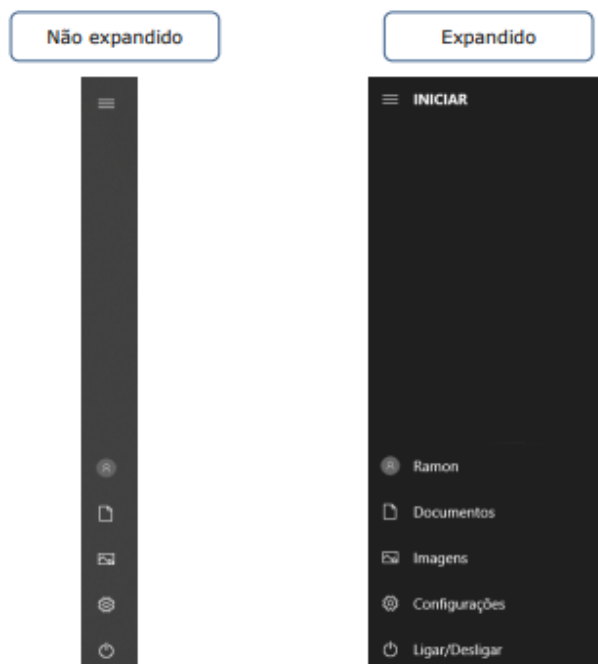 Não expandido
Expandido
INICIAR
Ramon
Documentos
Imagens
Configurações
Ligar/Desligar